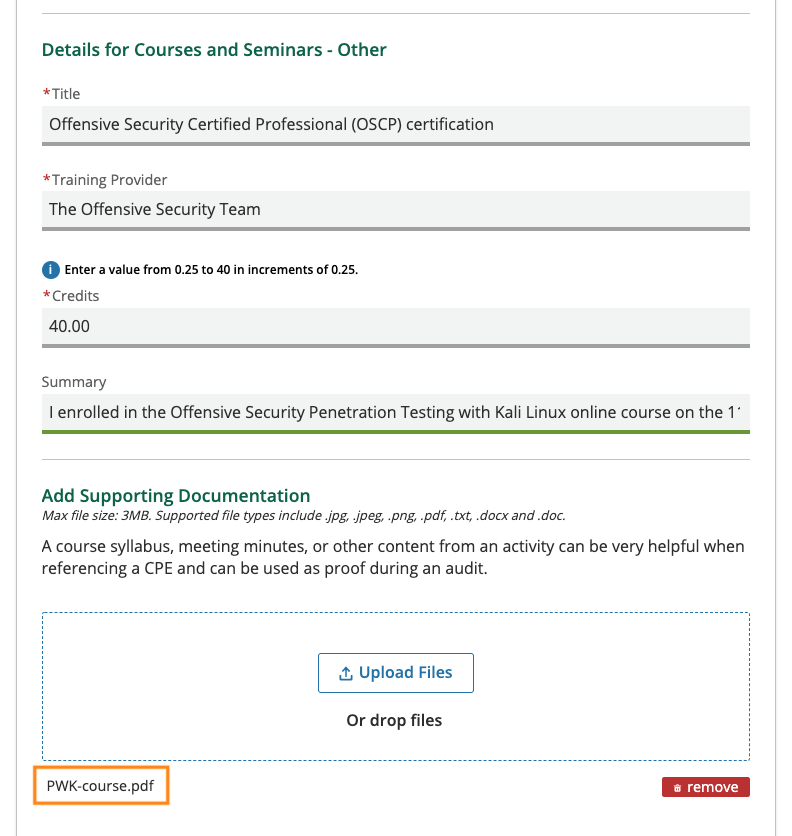 Details for Courses and Seminars - Other
*Title
Offensive Security Certified Professional (OSCP) certification
*Training Provider
The Offensive Security Team
i Enter a value from 0.25 to 40 in increments of 0.25.
*Credits
40.00
Summary
I enrolled in the Offensive Security Penetration Testing with Kali Linux online course on the
Add Supporting Documentation
Max file size: 3MB. Supported file types include .jpg, .jpeg, .png, .pdf, .txt, .docx and .doc.
A course syllabus, meeting minutes, or other content from an activity can be very helpful when
referencing a CPE and can be used as proof during an audit.
Upload Files
Or drop files
PWK-course.pdf
remove